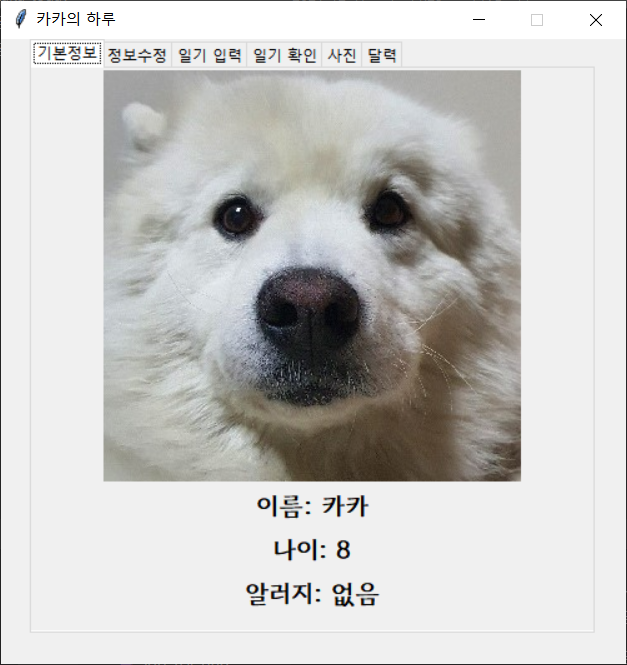 카카의 하루
기본정보 정보수정 일기 입력 일기 확인 사진 달력
이름: 카카
나이: 8
알러지: 없음